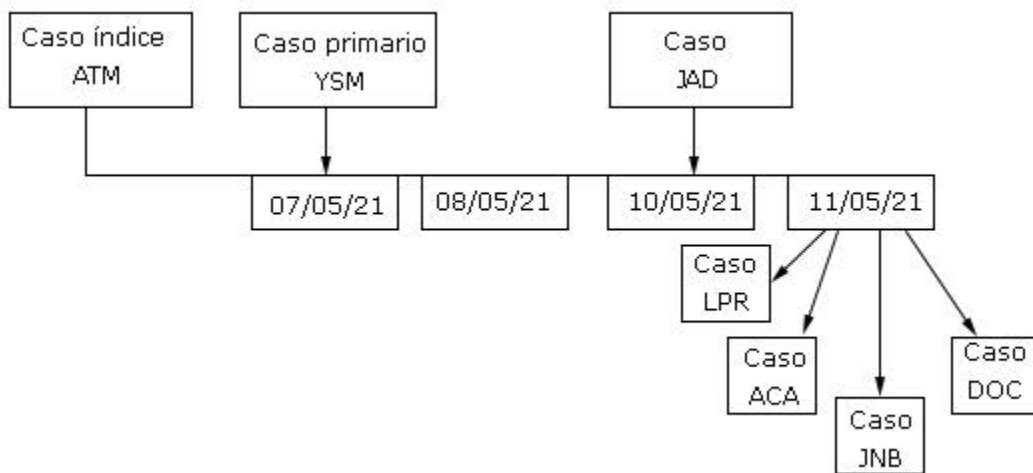 Caso índice
ATM
Caso primario
YSM
Caso
JAD
07/05/21
08/05/21
10/05/21
11/05/21
Caso
LPR
Caso
ACA
Caso
JNB
Caso
DOC